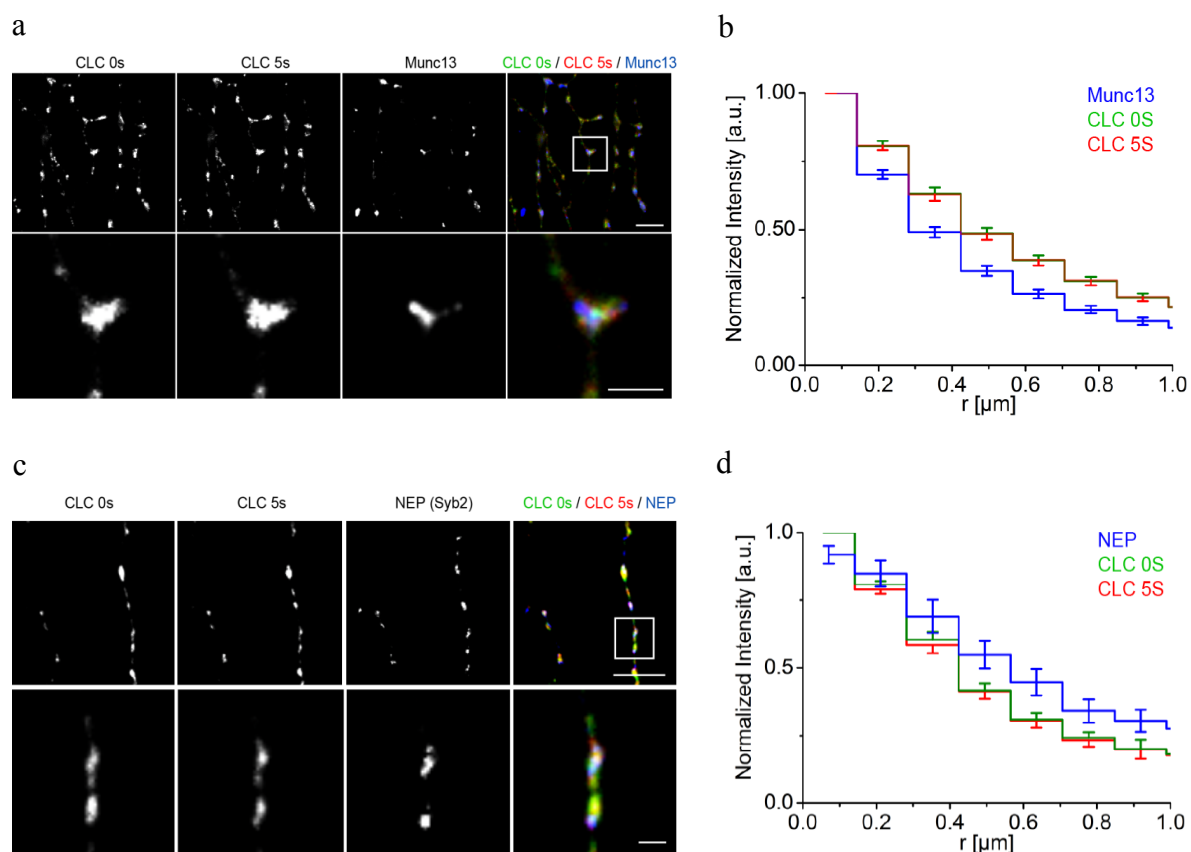 a
CLC 0s
CLC 5s
Munc13
CLC 0s / CLC 5s / Munc13
b
Normalized Intensity [a.u.]
1.00
0.50
0.00
0.0
0.2
0.4
0.6
0.8
1.0
r [µm]
Munc13
CLC 0S
CLC 5S
c
CLC 0s
CLC 5s
NEP (Syb2)
CLC 0s / CLC 5s / NEP
d
Normalized Intensity [a.u.]
1.0
0.5
0.0
0.0
0.2
0.4
0.6
0.8
1.0
r [µm]
NEP
CLC 0S
CLC 5S